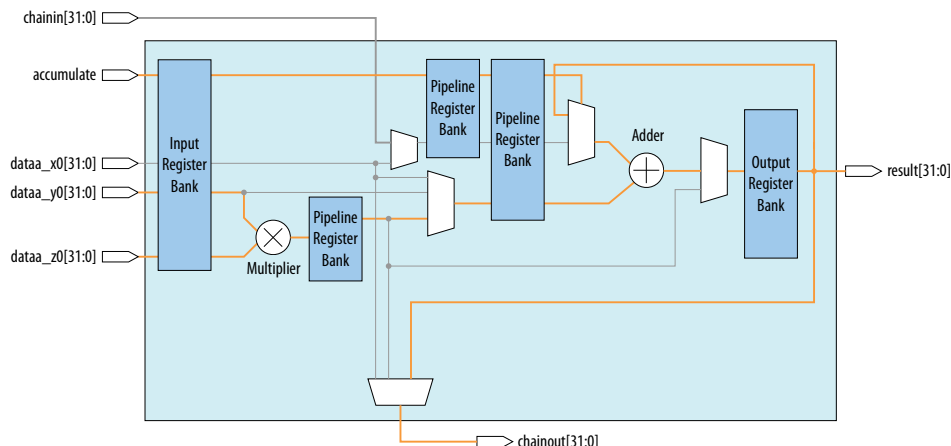 chainin[31:0]
accumulate
dataa_x0[31:0]
dataa_y0[31:0]
dataa_z0[31:0]
Input
Register
Bank
Multiplier
Pipeline
Register
Bank
Pipeline
Register
Bank
Pipeline
Register
Bank
Adder
Output
Register
Bank
result[31:0]
chainout[31:0]